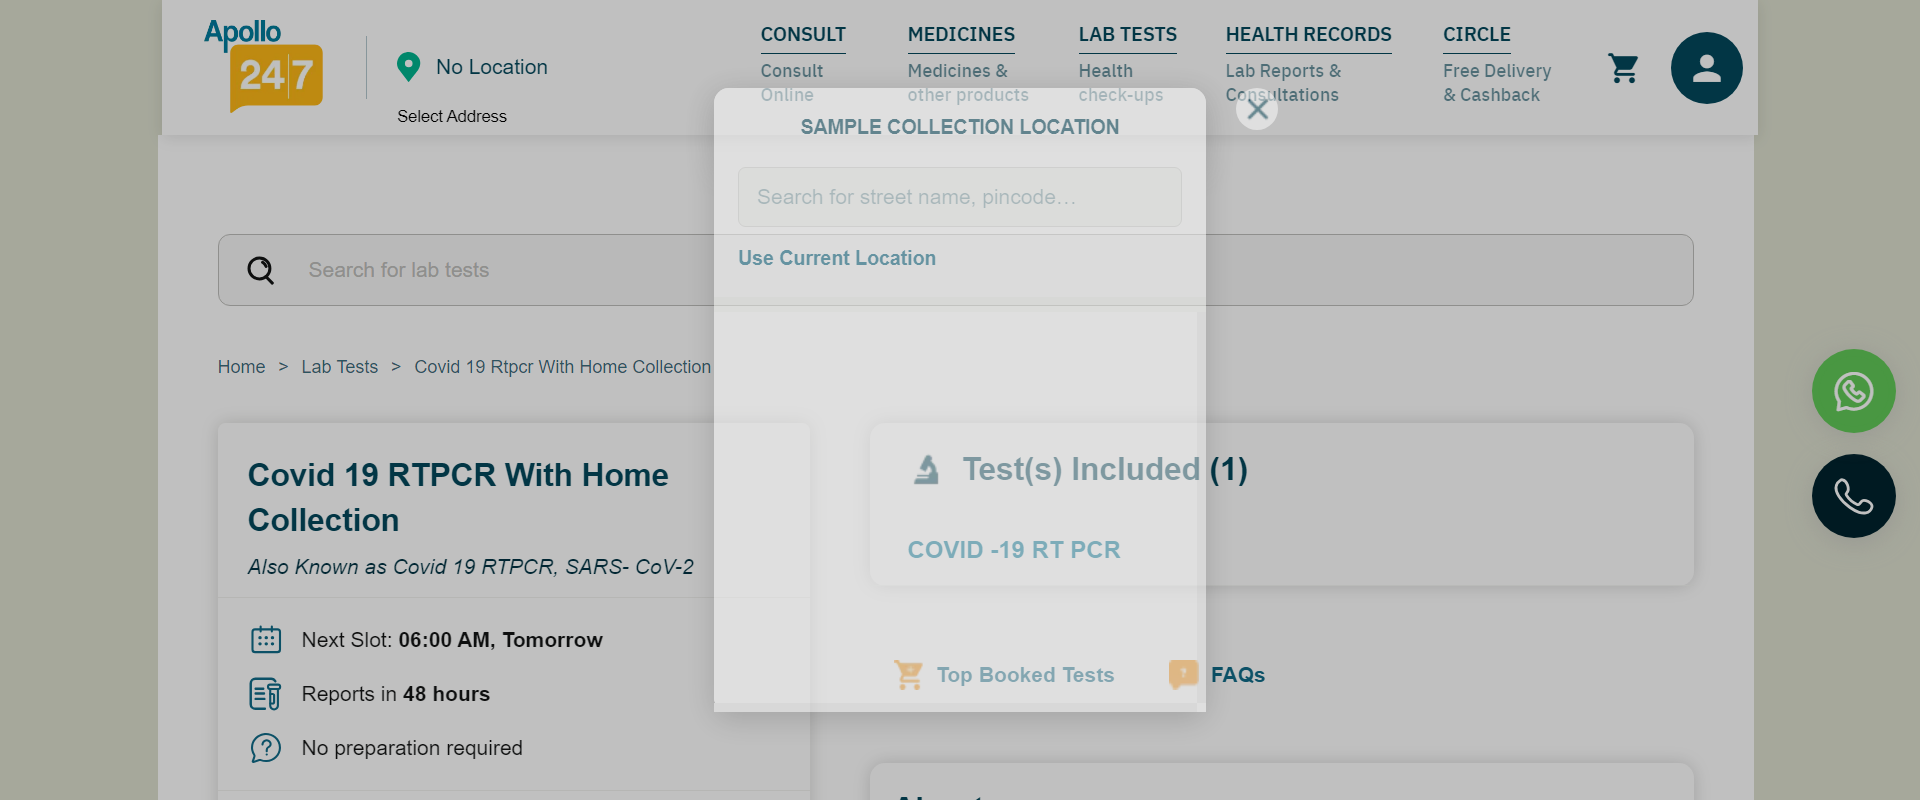 Apollo
24|7
No Location
Select Address
CONSULT
Consult
Online
MEDICINES
Medicines &
other products
LAB TESTS
Health
check-ups
HEALTH RECORDS
Lab Reports &
Consultations
CIRCLE
Free Delivery
& Cashback
SAMPLE COLLECTION LOCATION
Search for street name, pincode…
Use Current Location
Search for lab tests
Home > Lab Tests > Covid 19 Rtpcr With Home Collection
Covid 19 RTPCR With Home
Collection
Also Known as Covid 19 RTPCR, SARS- CoV-2
Next Slot: 06:00 AM, Tomorrow
Reports in 48 hours
No preparation required
Test(s) Included (1)
COVID -19 RT PCR
Top Booked Tests
FAQs